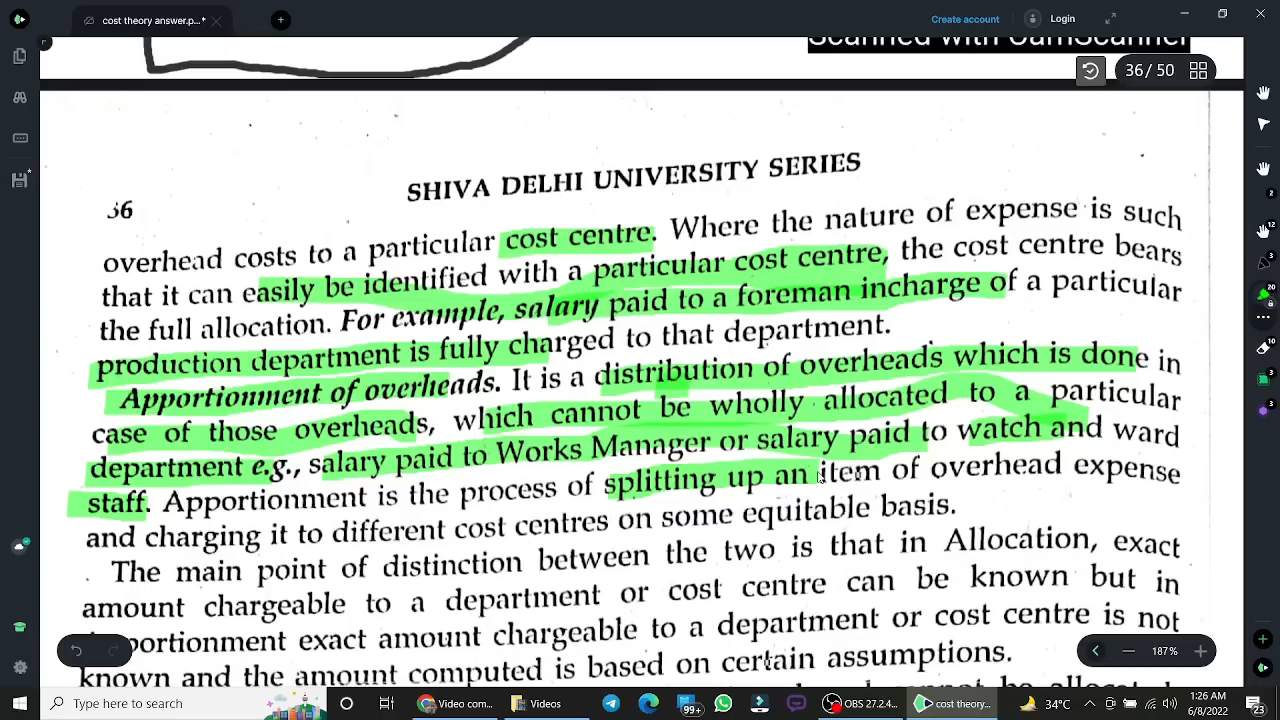 cost theory answer.p...
Create account
Login
Scanned with CamScanner
36 / 50
SHIVA DELHI UNIVERSITY SERIES
36
overhead costs to a particular cost centre. Where the nature of expense is such
that it can easily be identified with a particular cost centre, the cost centre bears
the full allocation. For example, salary paid to a foreman incharge of a particular
production department is fully charged to that department.
Apportionment of overheads. It is a distribution of overheads which is done in
case of those overheads, which cannot be wholly allocated to a particular
department e.g., salary paid to Works Manager or salary paid to watch and ward
staff. Apportionment is the process of splitting up an item of overhead expense
and charging it to different cost centres on some equitable basis.
The main point of distinction between the two is that in Allocation, exact
amount chargeable to a department or cost centre can be known but in
portionment exact amount chargeable to a department or cost centre is not
known and the amount computed is based on certain assumptions.
187%
Type here to search
99+
Video com...
Videos
OBS 27.2.4...
cost theory...
34°C
1:26 AM
6/8/2022
23